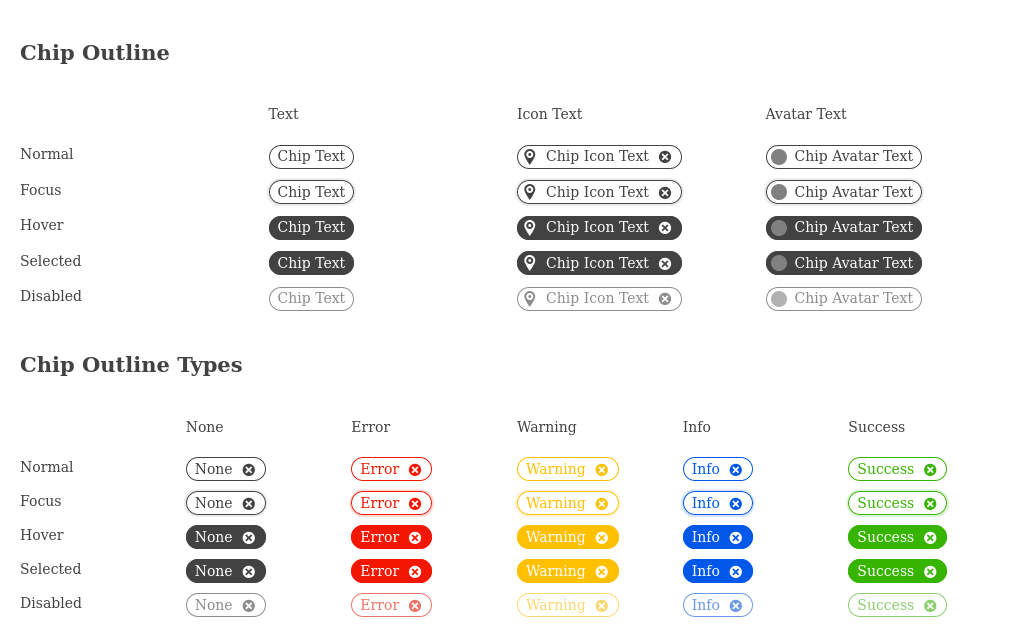 Chip Outline
Text Icon Text Avatar Text
Normal Chip Text Chip Icon Text Chip Avatar Text
Focus Chip Text Chip Icon Text Chip Avatar Text
Hover Chip Text Chip Icon Text Chip Avatar Text
Selected Chip Text Chip Icon Text Chip Avatar Text
Disabled Chip Text Chip Icon Text Chip Avatar Text
Chip Outline Types
None Error Warning Info Success
Normal None Error Warning Info Success
Focus None Error Warning Info Success
Hover None Error Warning Info Success
Selected None Error Warning Info Success
Disabled None Error Warning Info Success